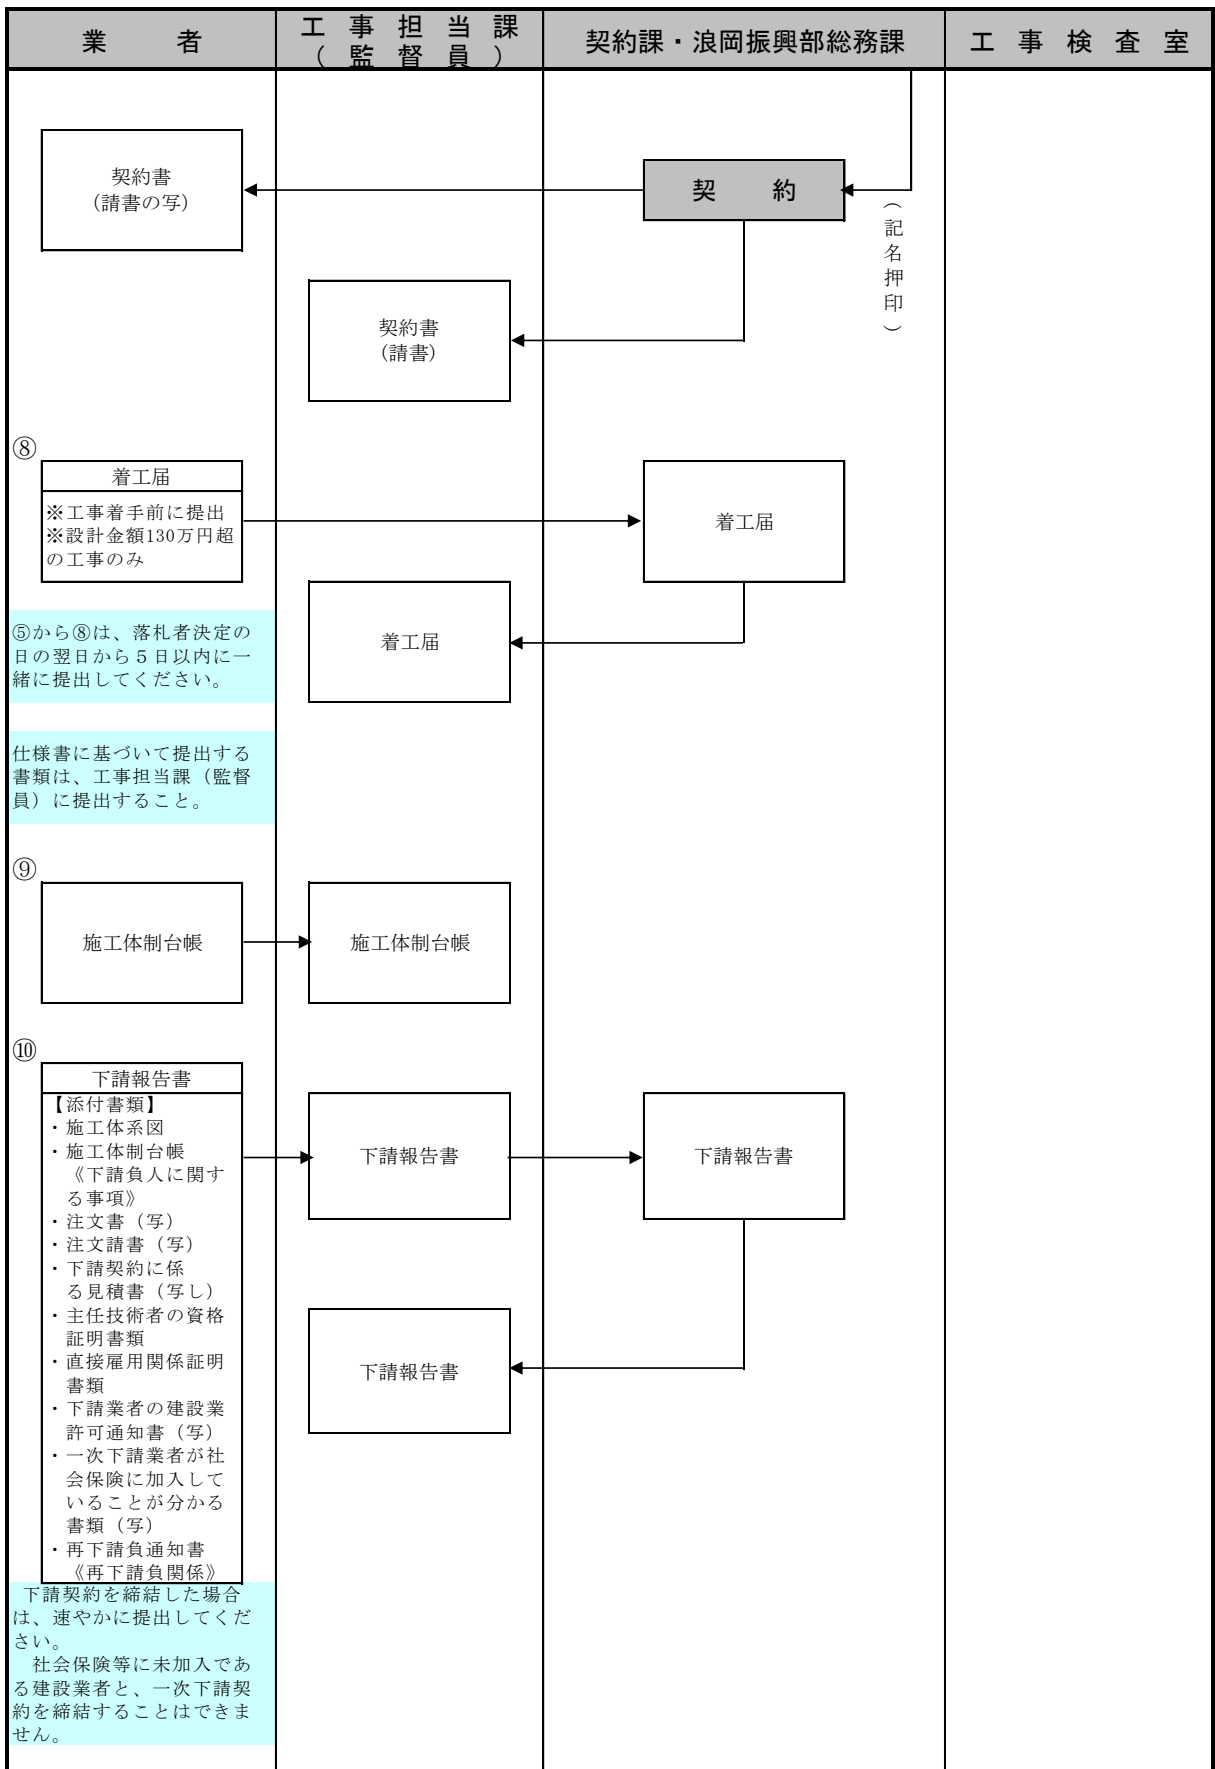 業者
工事担当課
(監督員)
契約課・浪岡振興部総務課
工事検査室
契約書
(請書の写)
契約
（記名押印）
契約書
(請書)
⑧
着工届
※工事着手前に提出
※設計金額130万円超
の工事のみ
着工届
着工届
⑤から⑧は、落札者決定の
日の翌日から５日以内に一
緒に提出してください。
仕様書に基づいて提出する
書類は、工事担当課（監督
員）に提出すること。
⑨
施工体制台帳
施工体制台帳
⑩
下請報告書
【添付書類】
・施工体系図
・施工体制台帳
《下請負人に関す
る事項》
・注文書（写）
・注文請書（写）
・下請契約に係
る見積書（写し）
・主任技術者の資格
証明書類
・直接雇用関係証明
書類
・下請業者の建設業
許可通知書（写）
・一次下請業者が社
会保険に加入して
いることが分かる
書類（写）
・再下請負通知書
《再下請負関係》
下請報告書
下請報告書
下請報告書
下請契約を締結した場合
は、速やかに提出してくだ
さい。
社会保険等に未加入であ
る建設業者と、一次下請契
約を締結することはできま
せん。